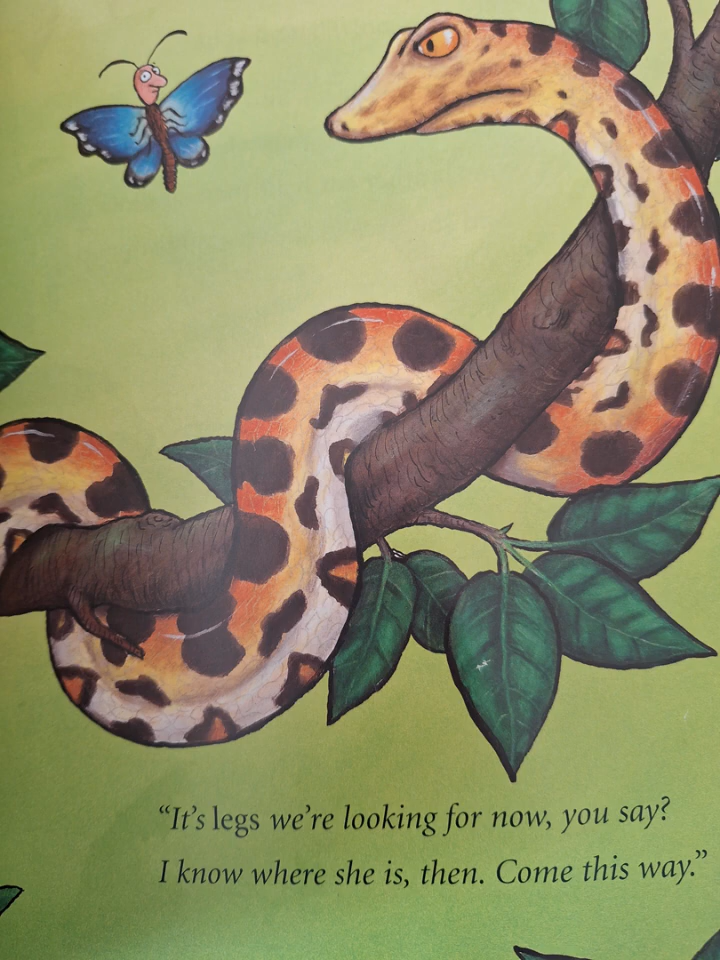 “It’s legs we’re looking for now, you say?
I know where she is, then. Come this way.”